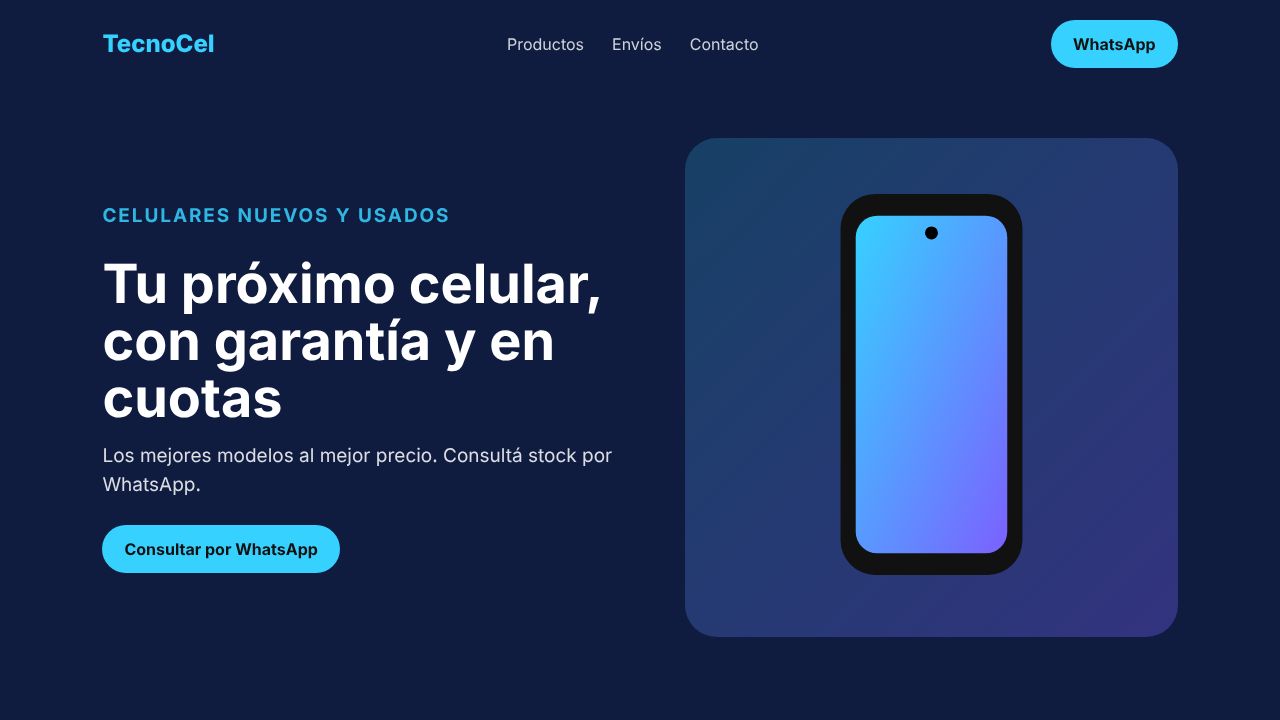 TecnoCel
Productos
Envíos
Contacto
WhatsApp
CELULARES NUEVOS Y USADOS
Tu próximo celular,
con garantía y en
cuotas
Los mejores modelos al mejor precio. Consultá stock por
WhatsApp.
Consultar por WhatsApp